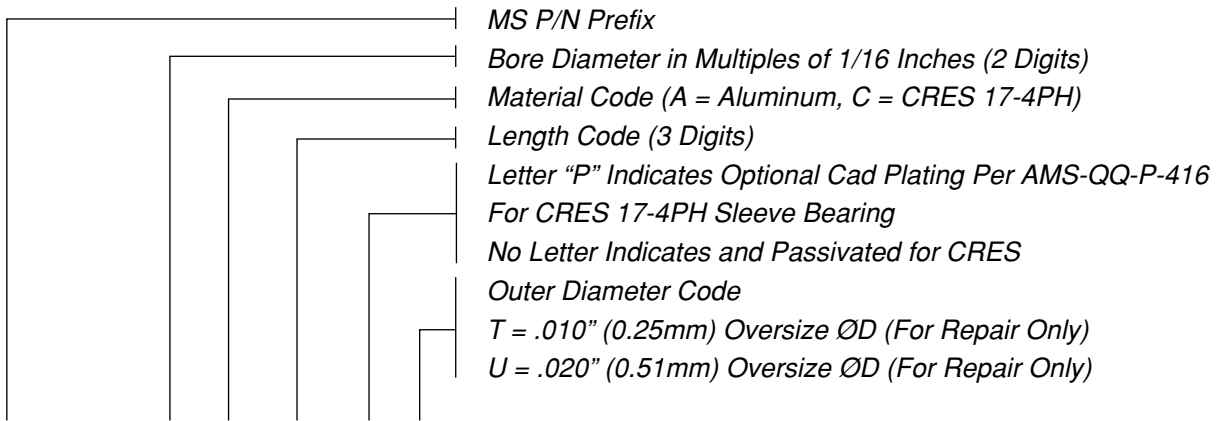 MS P/N Prefix
Bore Diameter in Multiples of 1/16 Inches (2 Digits)
Material Code (A = Aluminum, C = CRES 17-4PH)
Length Code (3 Digits)
Letter “P” Indicates Optional Cad Plating Per AMS-QQ-P-416
For CRES 17-4PH Sleeve Bearing
No Letter Indicates and Passivated for CRES
Outer Diameter Code
T = .010” (0.25mm) Oversize ØD (For Repair Only)
U = .020” (0.51mm) Oversize ØD (For Repair Only)